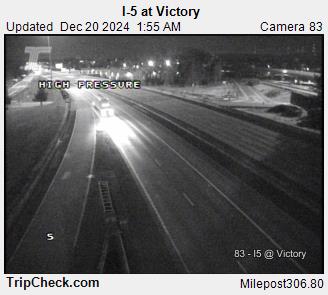 I-5 at Victory
Updated Dec 20 2024 1:55 AM Camera 83
HIGH PRESSURE
S
83 - I5 @ Victory
TripCheck.com Milepost306.80